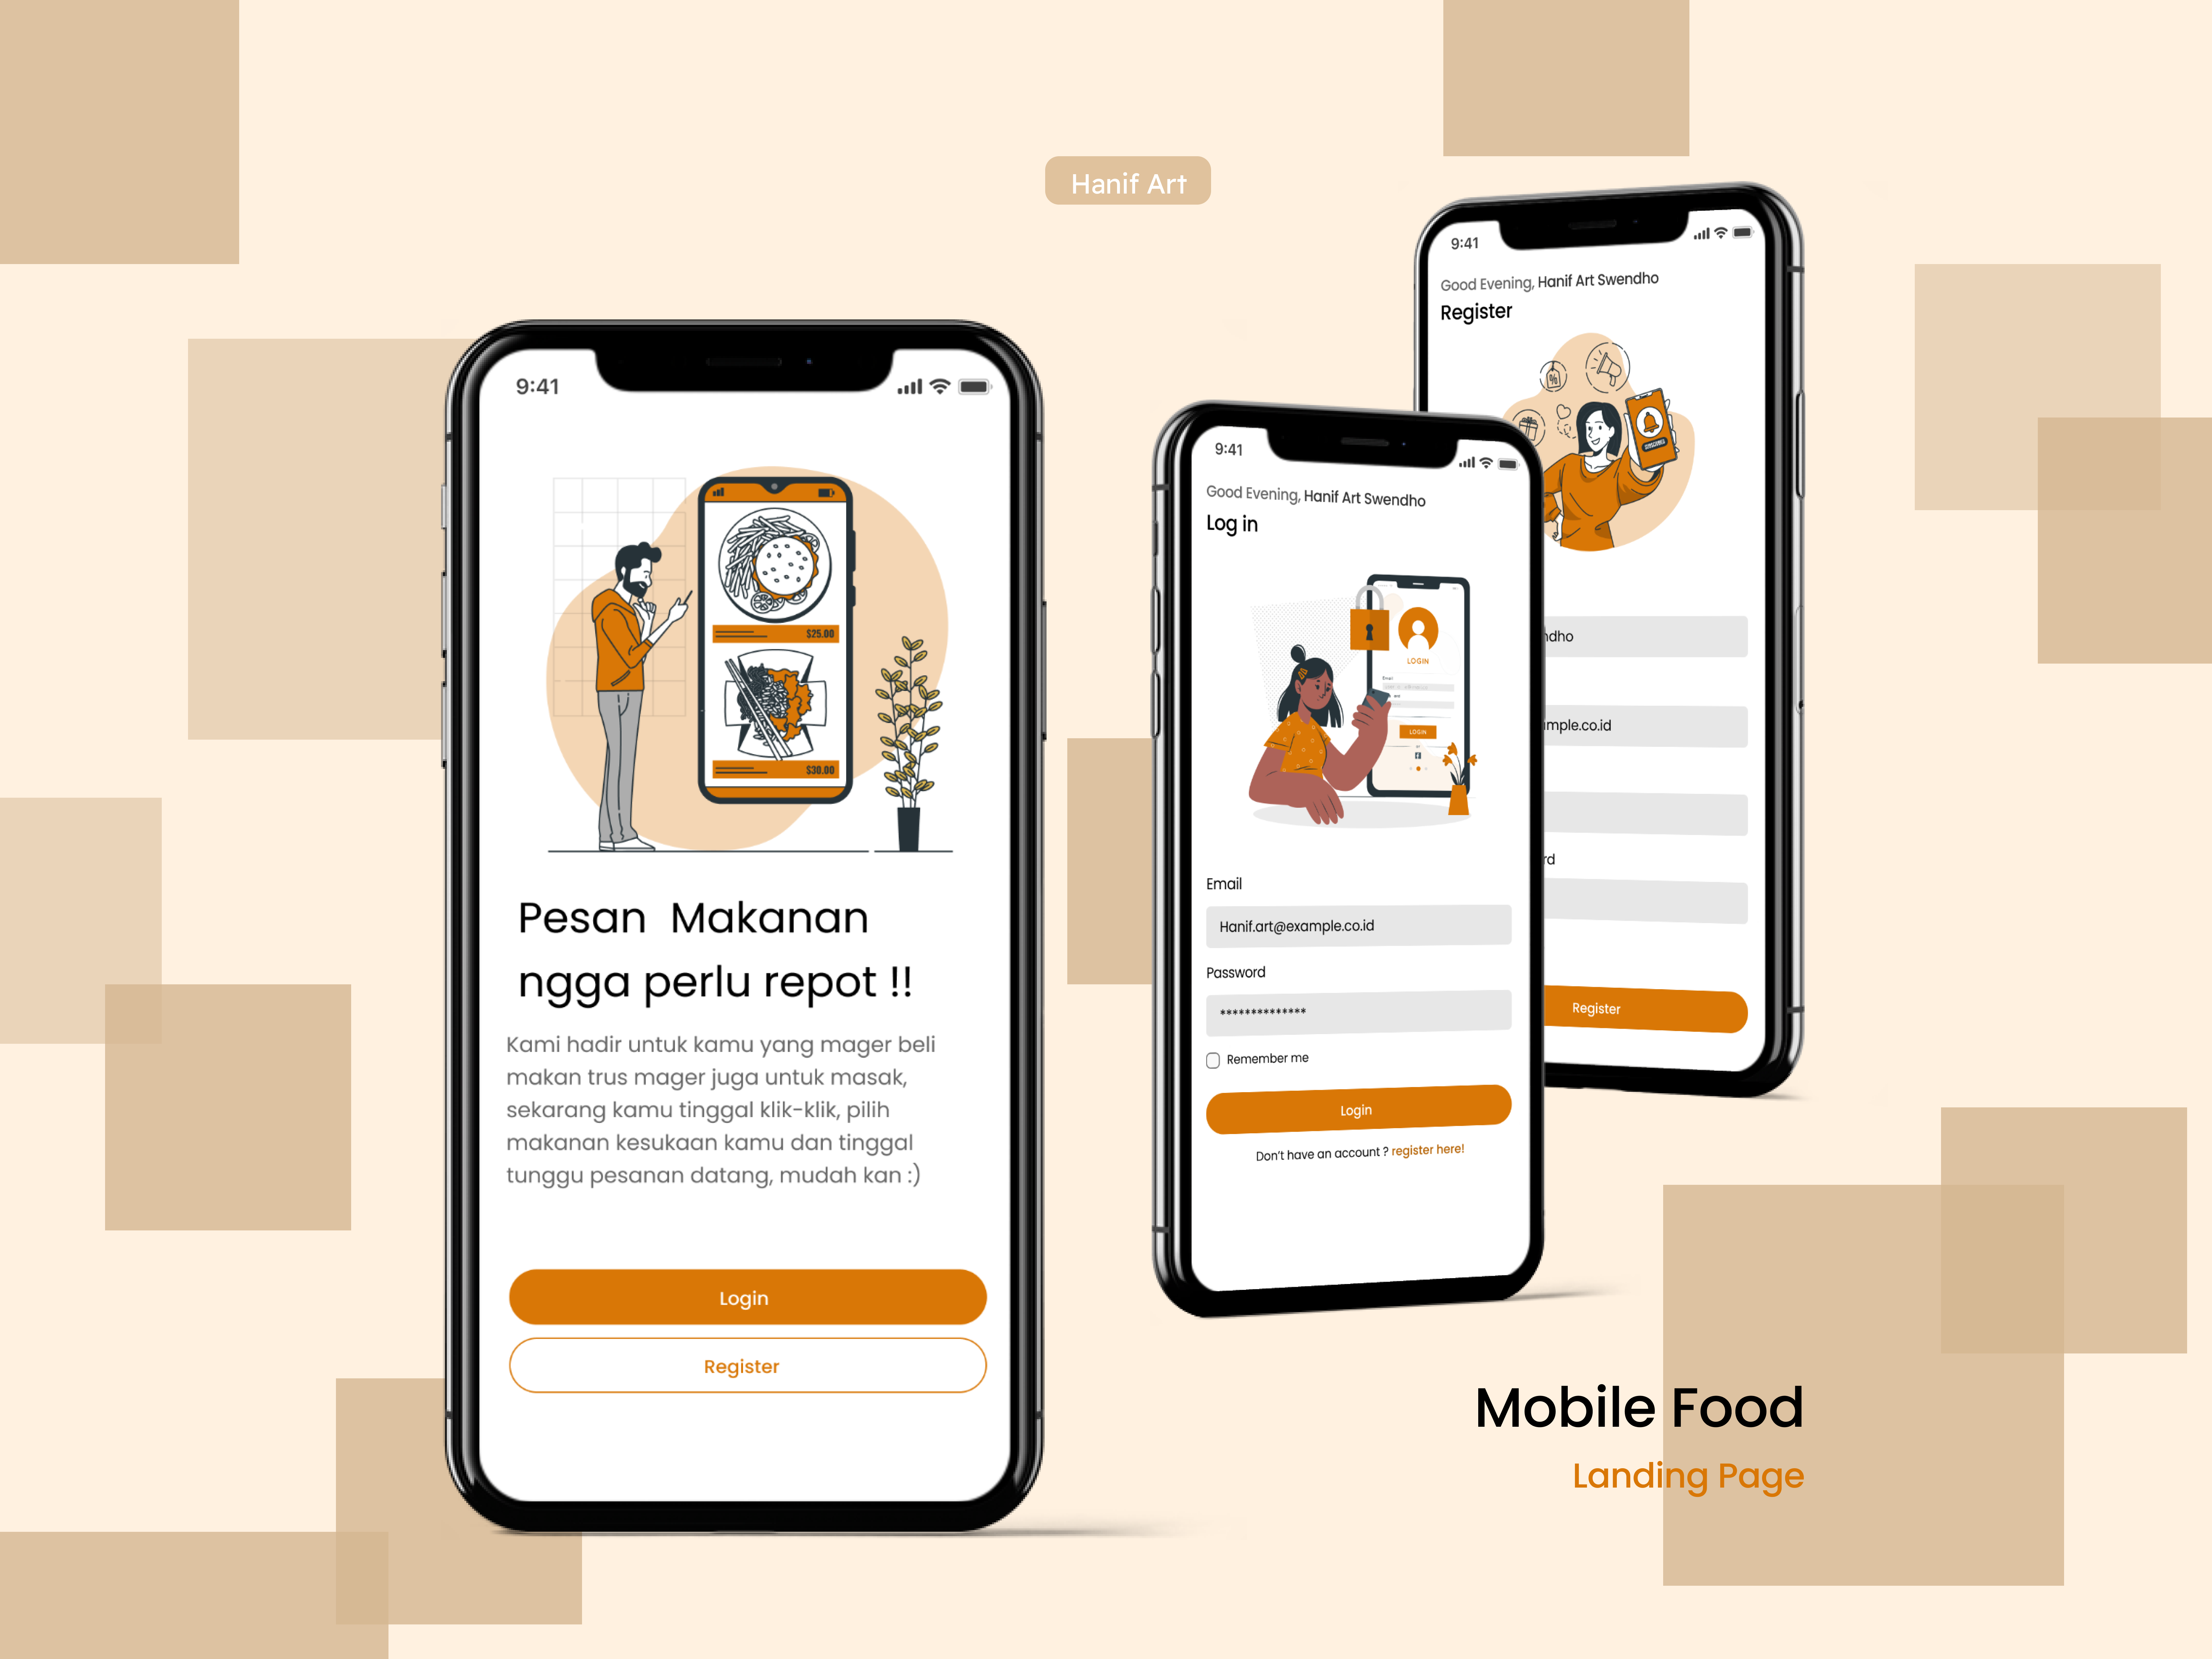 Hanif Art
9:41
Pesan Makanan
ngga perlu repot !!
Kami hadir untuk kamu yang mager beli
makan trus mager juga untuk masak,
sekarang kamu tinggal klik-klik, pilih
makanan kesukaan kamu dan tinggal
tunggu pesanan datang, mudah kan :)
Login
Register
$25.00
$30.00
9:41
Good Evening, Hanif Art Swendho
Log in
LOGIN
Email
LOGIN
Email
Hanif.art@example.co.id
Password
**************
Remember me
Login
Don't have an account ? register here!
9:41
Good Evening, Hanif Art Swendho
Register
%
ndho
mple.co.id
rd
Register
Mobile Food
Landing Page